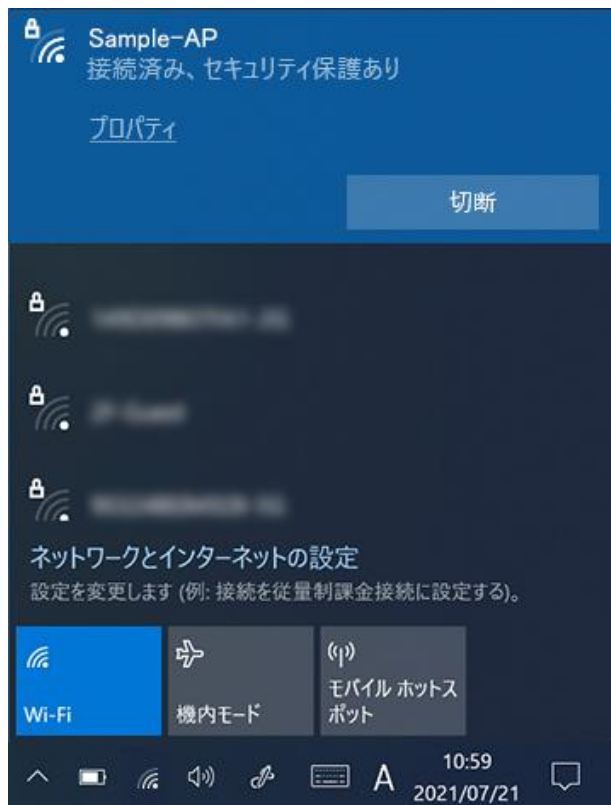 Sample-AP
接続済み、セキュリティ保護あり
プロパティ
切断
ネットワークとインターネットの設定
設定を変更します (例: 接続を従量制課金接続に設定する)。
Wi-Fi
機内モード
モバイル ホットス
ポット
A
10:59
2021/07/21